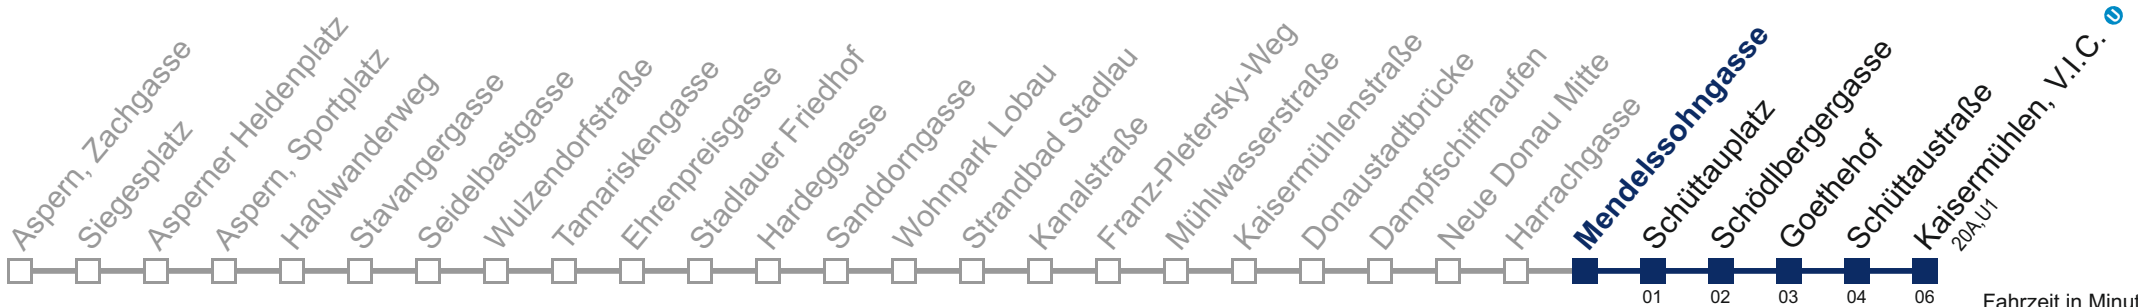 Aspern, Zachgasse
Siegesplatz
Asperner Heldenplatz
Aspern, Sportplatz
Haßlwanderweg
Stavangergasse
Seidelbastgasse
Wulzendorfstraße
Tamariskengasse
Ehrenpreisgasse
Stadlauer Friedhof
Hardeggasse
Sanddorngasse
Wohnpark Lobau
Strandbad Stadlau
Kanalstraße
Franz-Pletersky-Weg
Mühlwasserstraße
Kaisermühlenstraße
Donaustadtbrücke
Dampfschiffhaufen
Neue Donau Mitte
Harrachgasse
Mendelssohngasse
Schüttauplatz
Schödlbergergasse
Goethehof
Schüttaustraße
Kaisermühlen, V.I.C. U
20A,U1
01 02 03 04 06
Fahrzeit in